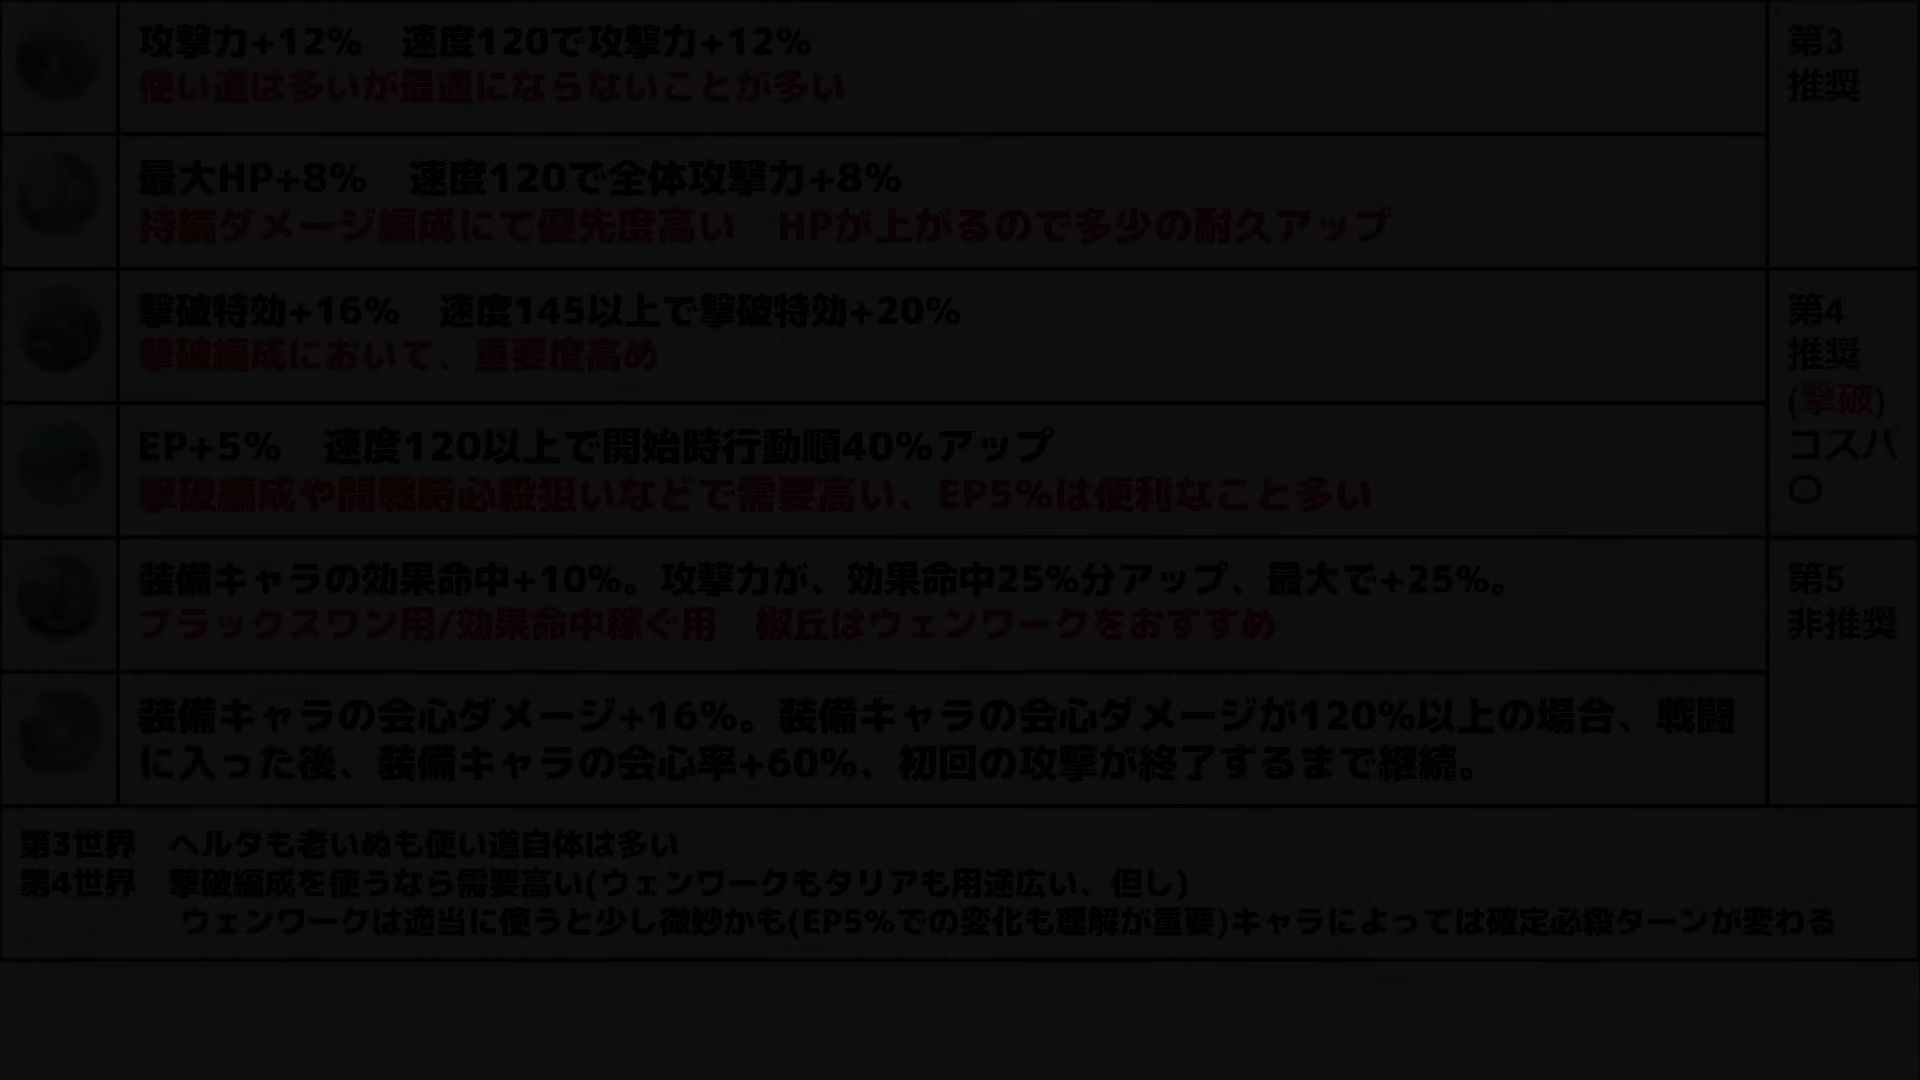 攻撃力+12%　速度120で攻撃力+12%
使い道は多いが最適にならないことが多い
第3
推奨
最大HP+8%　速度120で全体攻撃力+8%
持続ダメージ編成にて優先度高い　HPが上がるので多少の耐久アップ
撃破特効+16%　速度145以上で撃破特効+20%
撃破編成において、重要度高め
第4
推奨
(撃破)
コスパ
〇
EP+5%　速度120以上で開始時行動順40%アップ
撃破編成や開戦時必殺狙いなどで需要高い、EP5%は便利なこと多い
装備キャラの効果命中+10%。攻撃力が、効果命中25%分アップ、最大で+25%。
ブラックスワン用/効果命中稼ぐ用　椒丘はウェンワークをおすすめ
第5
非推奨
装備キャラの会心ダメージ+16%。装備キャラの会心ダメージが120%以上の場合、戦闘
に入った後、装備キャラの会心率+60%、初回の攻撃が終了するまで継続。
第3世界　ヘルタも老いぬも使い道自体は多い
第4世界　撃破編成を使うなら需要高い(ウェンワークもタリアも用途広い、但し)
ウェンワークは適当に使うと少し微妙かも(EP5%での変化も理解が重要)キャラによっては確定必殺ターンが変わる